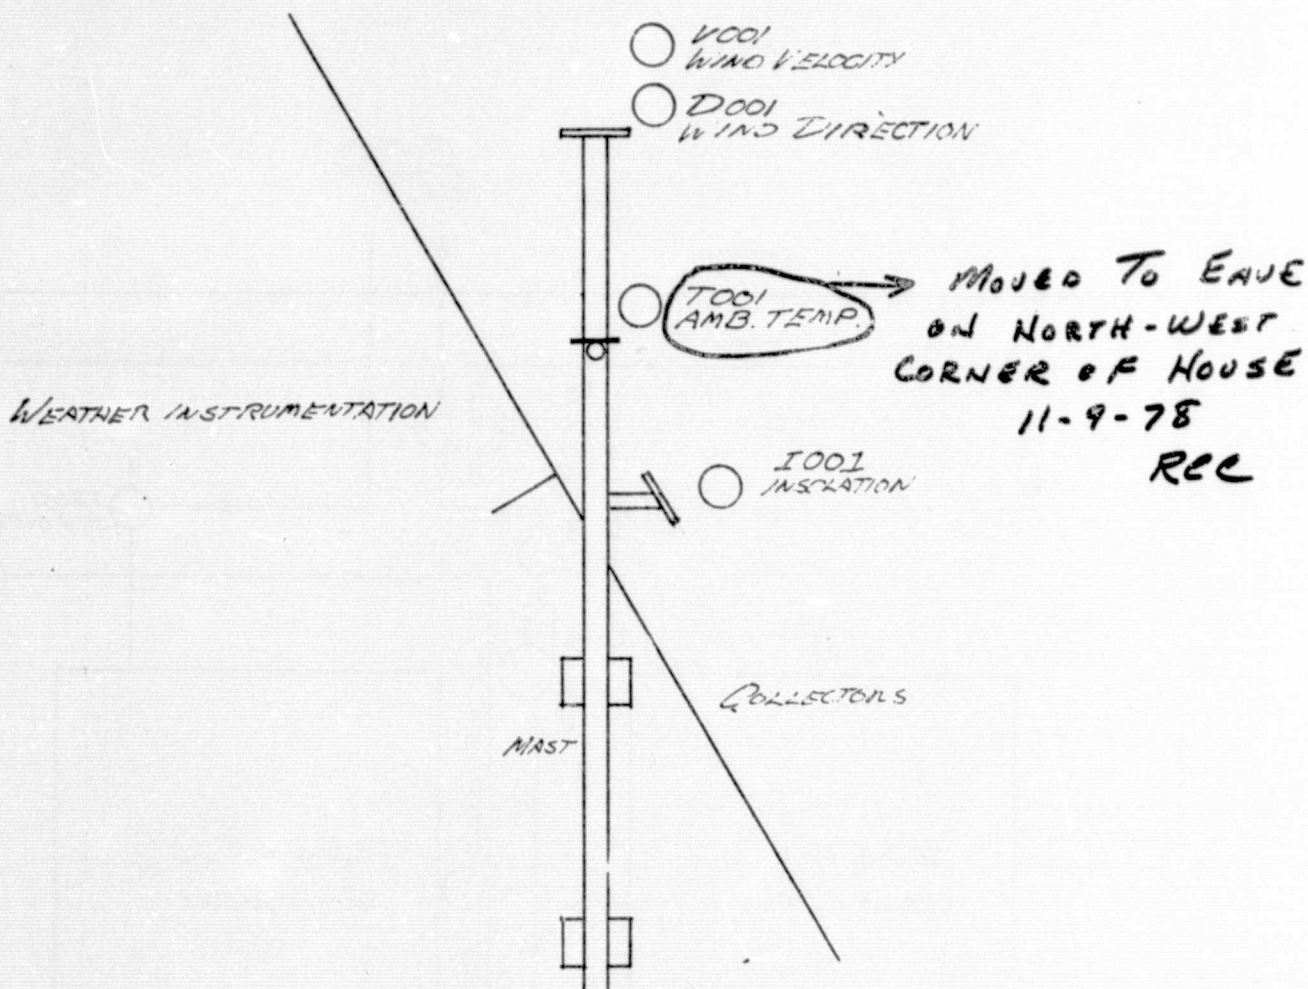 V001
WIND VELOCITY
D001
WIND DIRECTION
T001
AMB. TEMP.
MOVED TO EAVE
ON NORTH-WEST
CORNER OF HOUSE
11-9-78
RCC
WEATHER INSTRUMENTATION
I001
INSOLATION
COLLECTORS
MAST